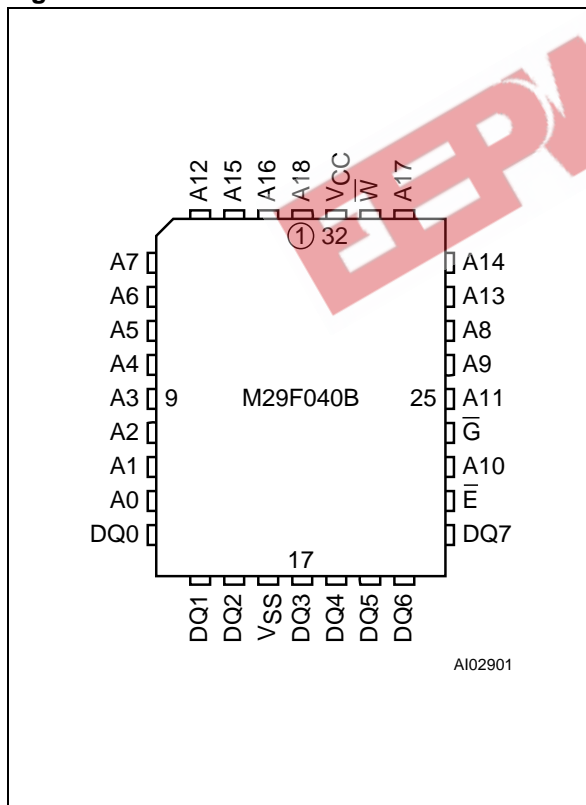 A12 A15 A16 A18 VCC W̅ A17
1 32
A7 A14
A6 A13
A5 A8
A4 A9
A3 9 M29F040B 25 A11
A2 G̅
A1 A10
A0 E̅
DQ0 DQ7
17
DQ1 DQ2 VSS DQ3 DQ4 DQ5 DQ6
AI02901